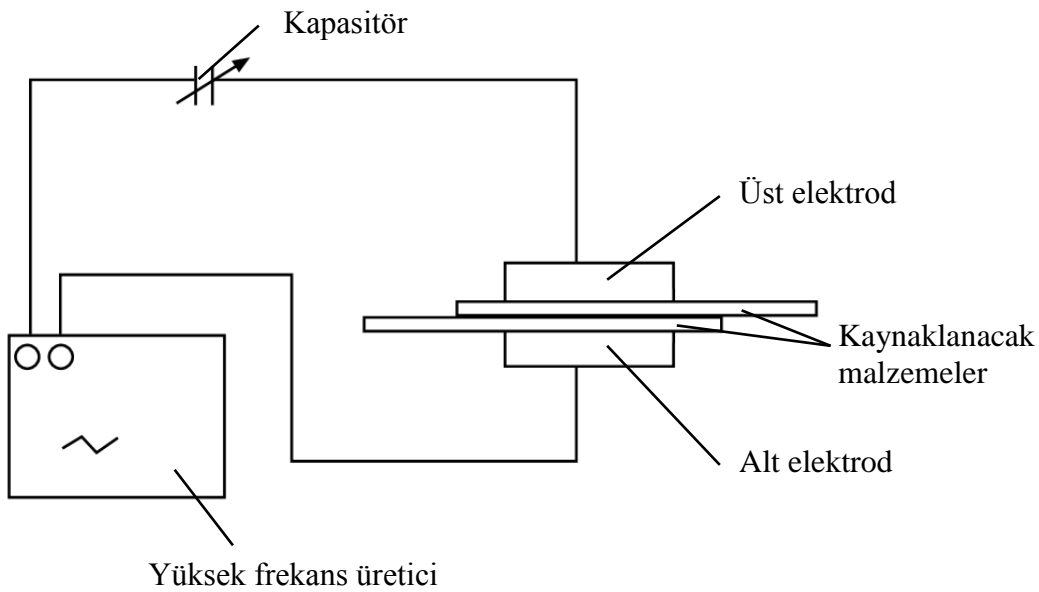 Kapasitör
Üst elektrod
Kaynaklanacak
malzemeler
Alt elektrod
Yüksek frekans üretici